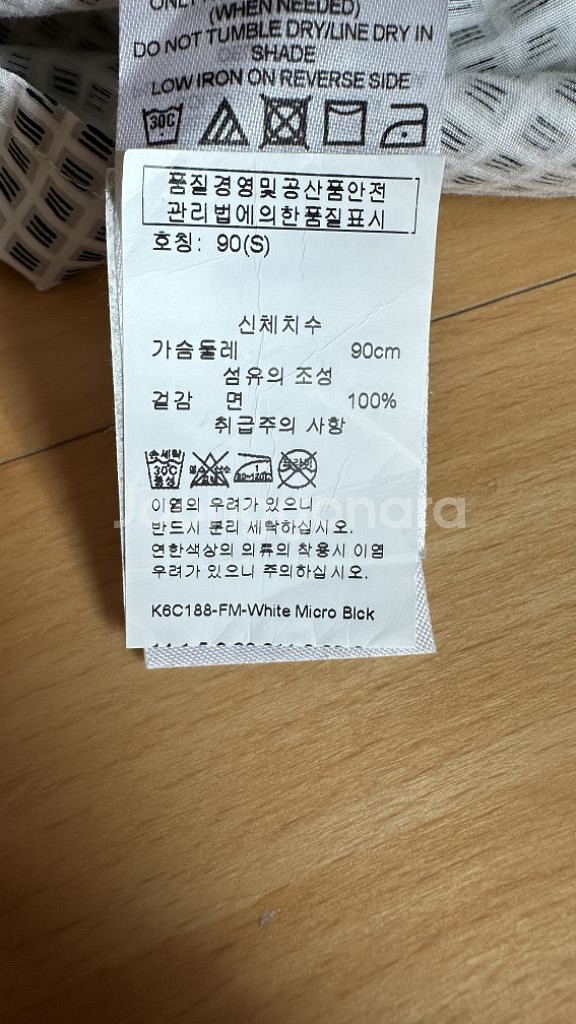 (WHEN NEEDED)
DO NOT TUMBLE DRY/LINE DRY IN
SHADE
LOW IRON ON REVERSE SIDE
30C
품질경영및공산품안전
관리법에의한품질표시
호칭: 90(S)
신체치수
가슴둘레 90cm
섬유의 조성
겉감 면 100%
취급주의 사항
손세탁
30℃
중성
80~120℃
드라이
이염의 우려가 있으니
반드시 분리 세탁하십시오.
연한색상의 의류의 착용시 이염
우려가 있으니 주의하십시오.
K6C188-FM-White Micro Blck